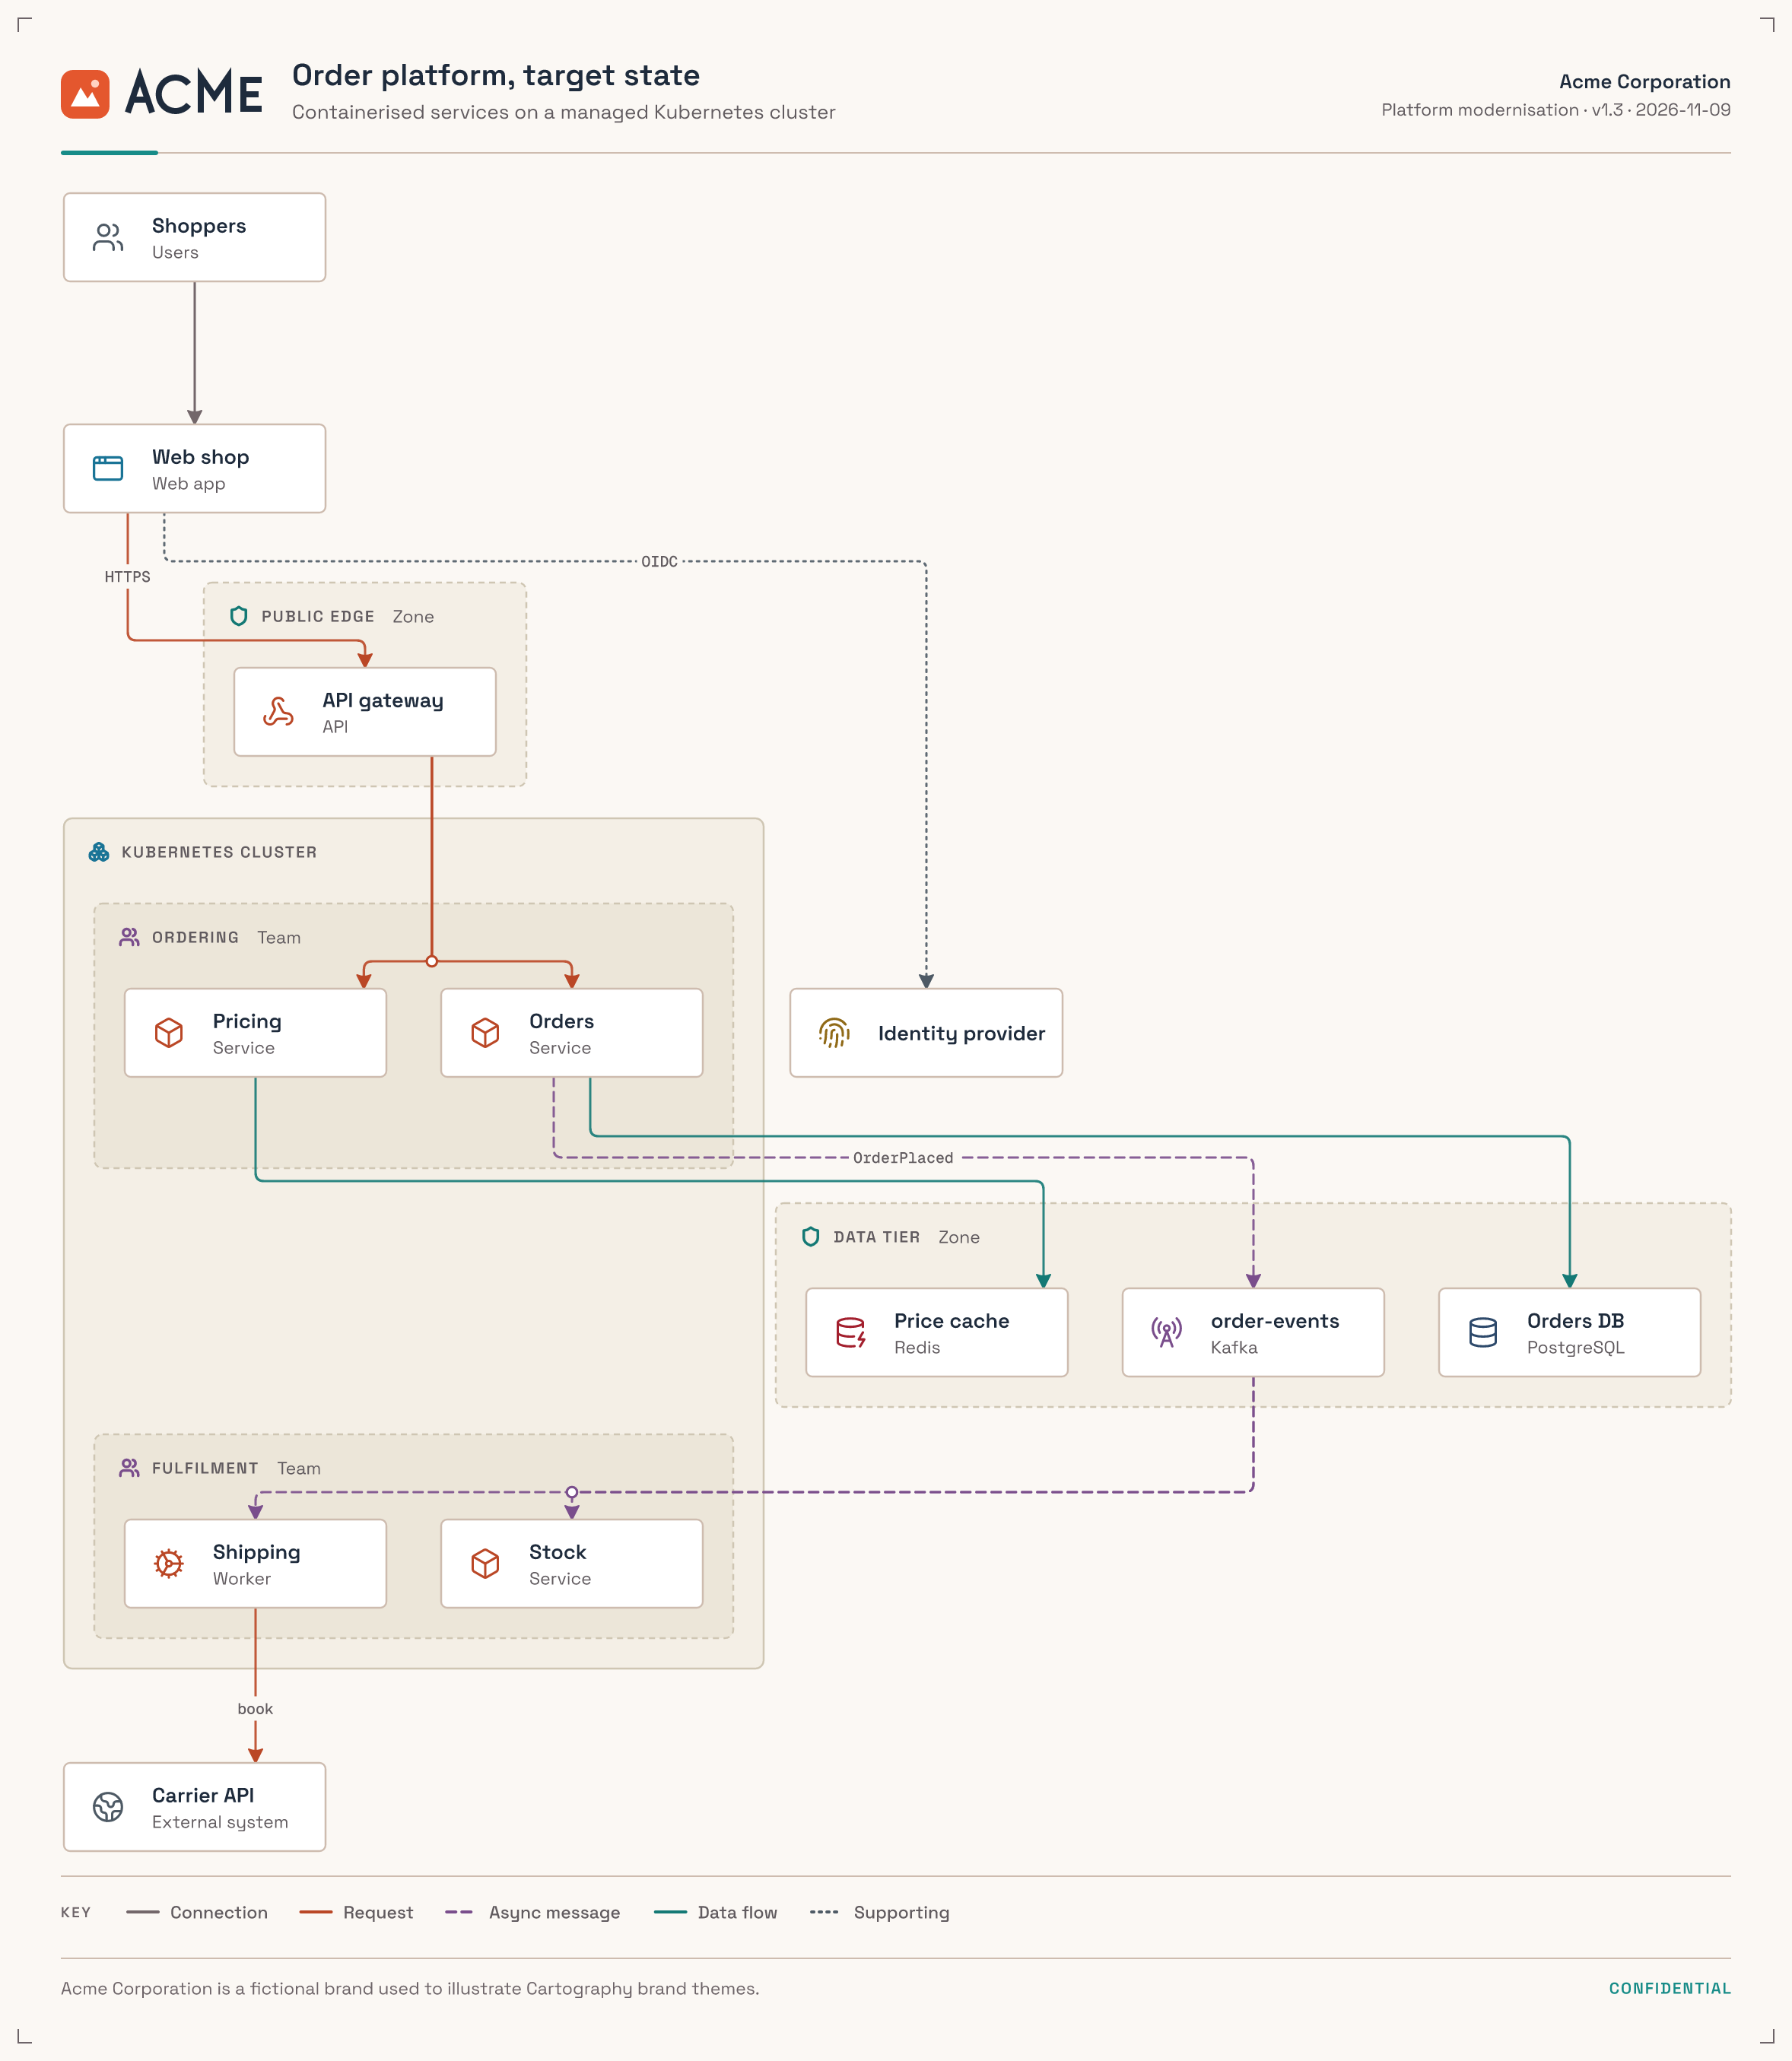 ACME
Order platform, target state
Containerised services on a managed Kubernetes cluster
Acme Corporation
Platform modernisation · v1.3 · 2026-11-09
Shoppers
Users
Web shop
Web app
OIDC
HTTPS
PUBLIC EDGE Zone
API gateway
API
KUBERNETES CLUSTER
ORDERING Team
Pricing
Service
Orders
Service
Identity provider
OrderPlaced
DATA TIER Zone
Price cache
Redis
order-events
Kafka
Orders DB
PostgreSQL
FULFILMENT Team
Shipping
Worker
Stock
Service
book
Carrier API
External system
KEY Connection Request Async message Data flow Supporting
Acme Corporation is a fictional brand used to illustrate Cartography brand themes.
CONFIDENTIAL